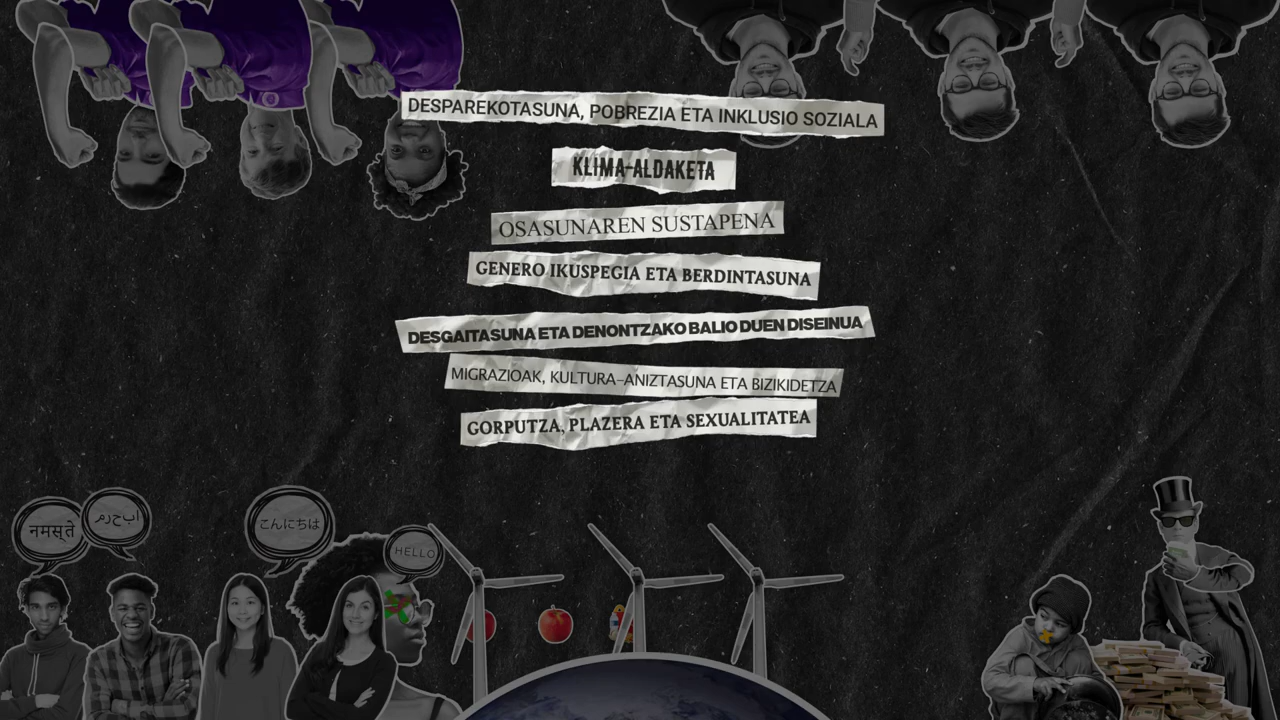 DESPAREKOTASUNA, POBREZIA ETA INKLUSIO SOZIALA
KLIMA-ALDAKETA
OSASUNAREN SUSTAPENA
GENERO IKUSPEGIA ETA BERDINTASUNA
DESGAITASUNA ETA DENONTZAKO BALIO DUEN DISEINUA
MIGRAZIOAK, KULTURA-ANIZTASUNA ETA BIZIKIDETZA
GORPUTZA, PLAZERA ETA SEXUALITATEA
नमस्ते
こんにちは
HELLO